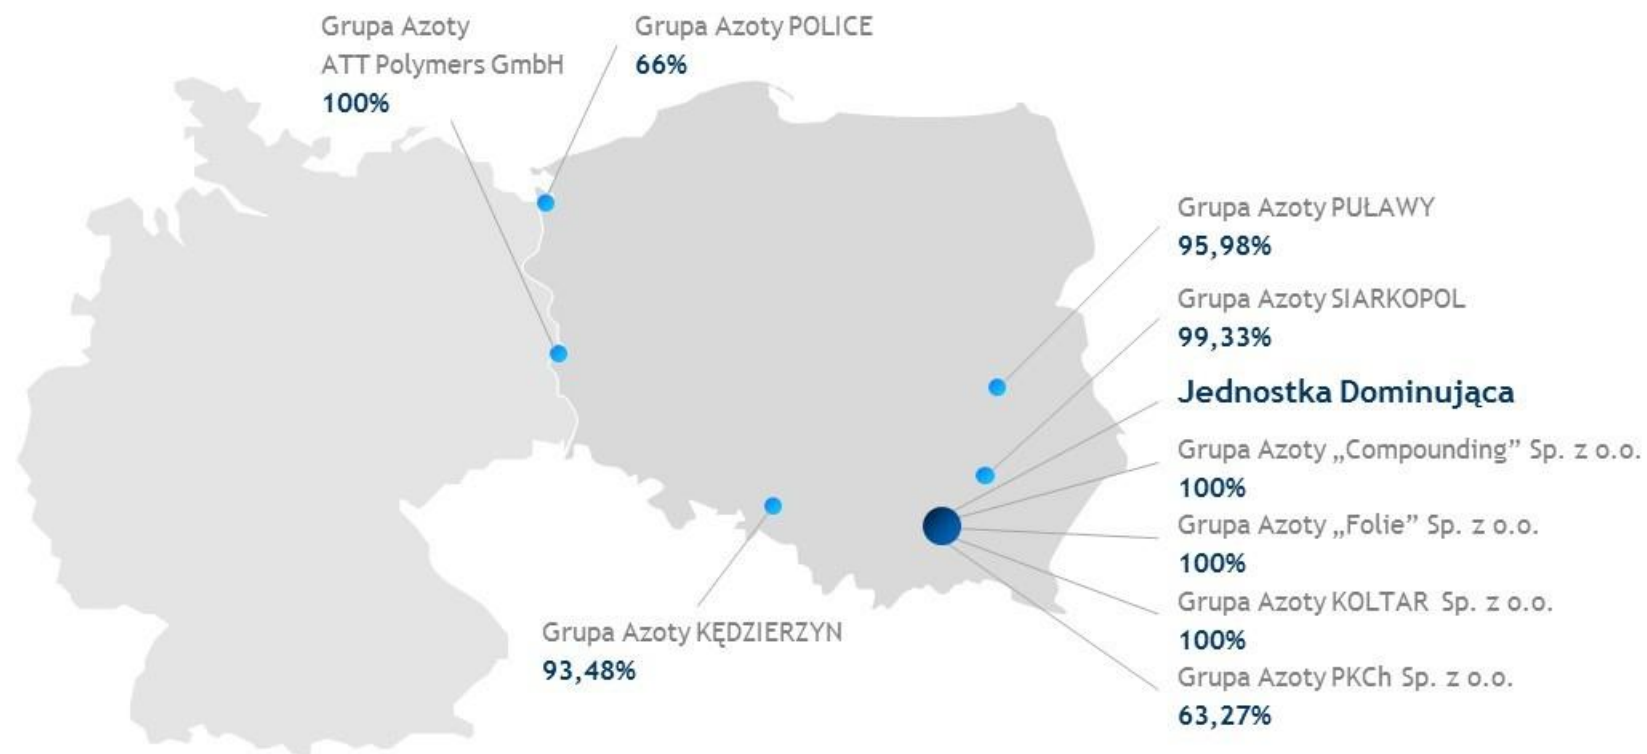 Grupa Azoty
ATT Polymers GmbH
100%
Grupa Azoty POLICE
66%
Grupa Azoty PUŁAWY
95,98%
Grupa Azoty SIARKOPOL
99,33%
Jednostka Dominująca
Grupa Azoty „Compounding” Sp. z o.o.
100%
Grupa Azoty „Folie” Sp. z o.o.
100%
Grupa Azoty KOLTAR Sp. z o.o.
100%
Grupa Azoty PKCh Sp. z o.o.
63,27%
Grupa Azoty KĘDZIERZYN
93,48%